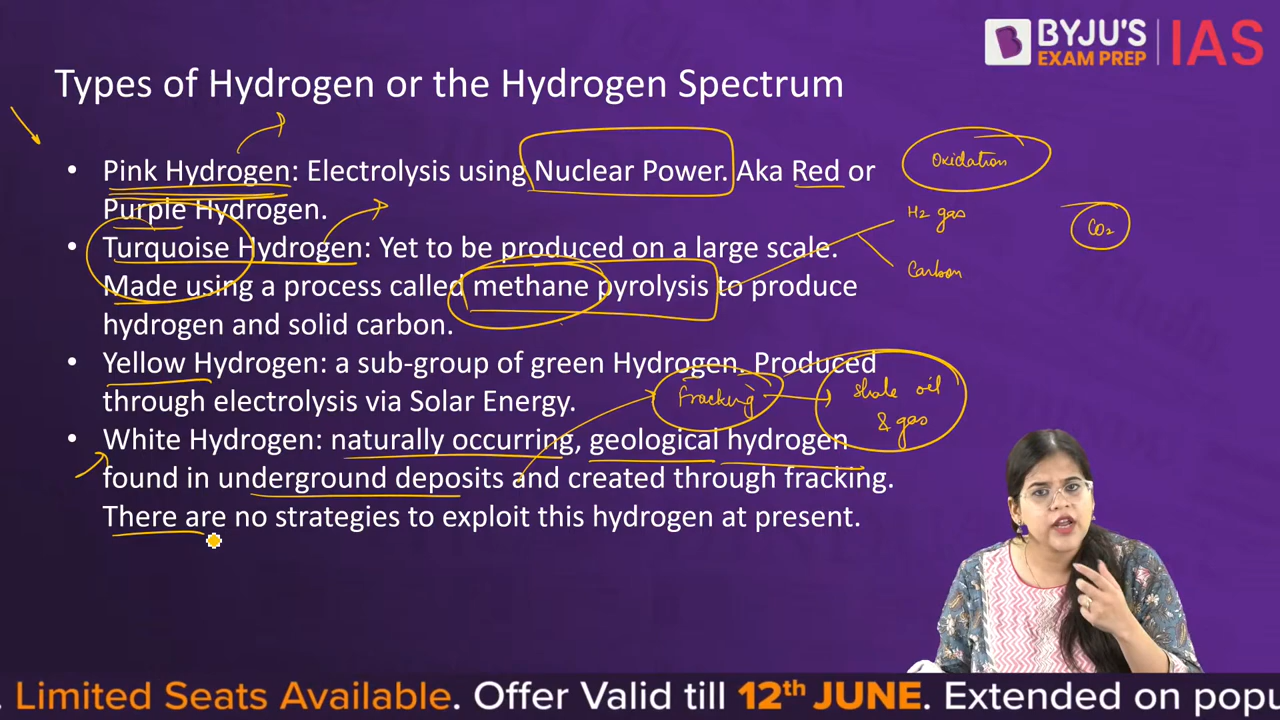 BYJU'S
EXAM PREP
IAS
Types of Hydrogen or the Hydrogen Spectrum
• Pink Hydrogen: Electrolysis using Nuclear Power. Aka Red or
Purple Hydrogen.
• Turquoise Hydrogen: Yet to be produced on a large scale.
Made using a process called methane pyrolysis to produce
hydrogen and solid carbon.
• Yellow Hydrogen: a sub-group of green Hydrogen. Produced
through electrolysis via Solar Energy.
• White Hydrogen: naturally occurring, geological hydrogen
found in underground deposits and created through fracking.
There are no strategies to exploit this hydrogen at present.
Oxidation
H2 gas
CO2
Carbon
Fracking
Shale oil
& gas
. Limited Seats Available. Offer Valid till 12th JUNE. Extended on popu